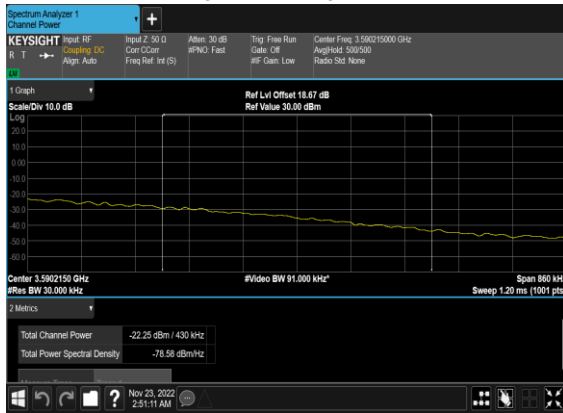 Spectrum Analyzer 1
Channel Power
+
KEYSIGHT
R T
LXI
Input: RF
Coupling: DC
Align: Auto
Input Z: 50 Ω
Corr CCorr
Freq Ref: Int (S)
Atten: 30 dB
#PNO: Fast
Trig: Free Run
Gate: Off
#IF Gain: Low
Center Freq: 3.590215000 GHz
Avg|Hold: 500/500
Radio Std: None
1 Graph
Scale/Div 10.0 dB
Ref Lvl Offset 18.67 dB
Ref Value 30.00 dBm
Log
20.0
10.0
0.00
-10.0
-20.0
-30.0
-40.0
-50.0
-60.0
Center 3.5902150 GHz
#Res BW 30.000 kHz
#Video BW 91.000 kHz*
Span 860 kH
Sweep 1.20 ms (1001 pts
2 Metrics
Total Channel Power -22.25 dBm / 430 kHz
Total Power Spectral Density -78.58 dBm/Hz
?
Nov 23, 2022
2:51:11 AM